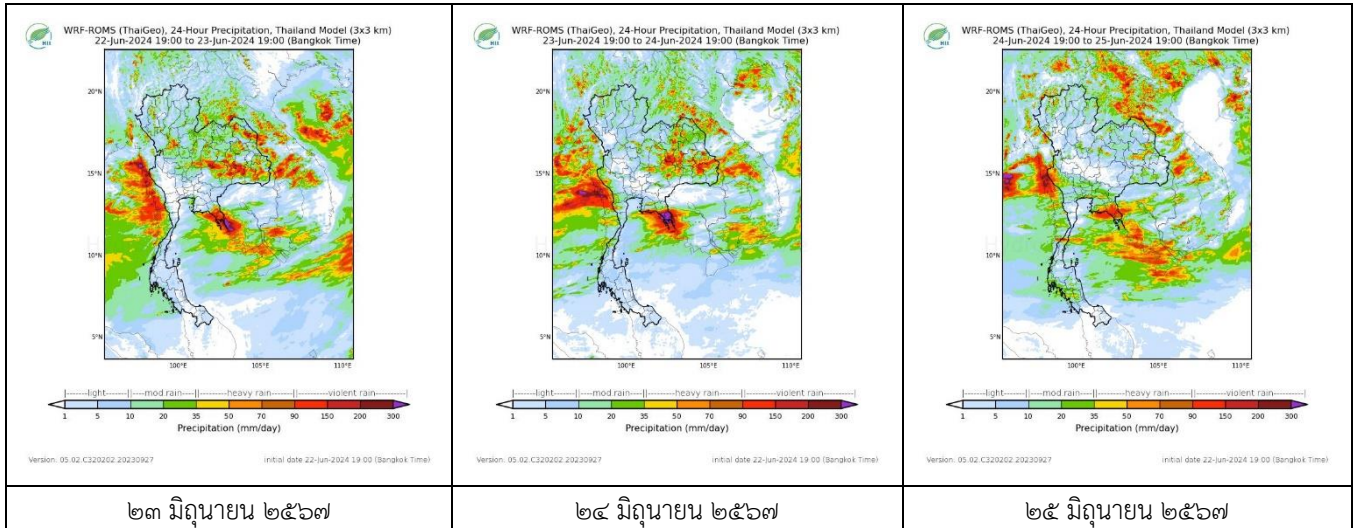 WRF-ROMS (ThaiGeo), 24-Hour Precipitation, Thailand Model (3x3 km)
22-Jun-2024 19:00 to 23-Jun-2024 19:00 (Bangkok Time)
20°N
15°N
10°N
5°N
100°E
105°E
110°E
light
mod rain
heavy rain
violent rain
1 5 10 20 35 50 70 90 150 200 300
Precipitation (mm/day)
Version: 05.02.C320202.20230927
initial date 22-Jun-2024 19:00 (Bangkok Time)
๒๓ มิถุนายน ๒๕๖๗
WRF-ROMS (ThaiGeo), 24-Hour Precipitation, Thailand Model (3x3 km)
23-Jun-2024 19:00 to 24-Jun-2024 19:00 (Bangkok Time)
20°N
15°N
10°N
5°N
100°E
105°E
110°E
light
mod rain
heavy rain
violent rain
1 5 10 20 35 50 70 90 150 200 300
Precipitation (mm/day)
Version: 05.02.C320202.20230927
initial date 22-Jun-2024 19:00 (Bangkok Time)
๒๔ มิถุนายน ๒๕๖๗
WRF-ROMS (ThaiGeo), 24-Hour Precipitation, Thailand Model (3x3 km)
24-Jun-2024 19:00 to 25-Jun-2024 19:00 (Bangkok Time)
20°N
15°N
10°N
5°N
100°E
105°E
110°E
light
mod rain
heavy rain
violent rain
1 5 10 20 35 50 70 90 150 200 300
Precipitation (mm/day)
Version: 05.02.C320202.20230927
initial date 22-Jun-2024 19:00 (Bangkok Time)
๒๕ มิถุนายน ๒๕๖๗